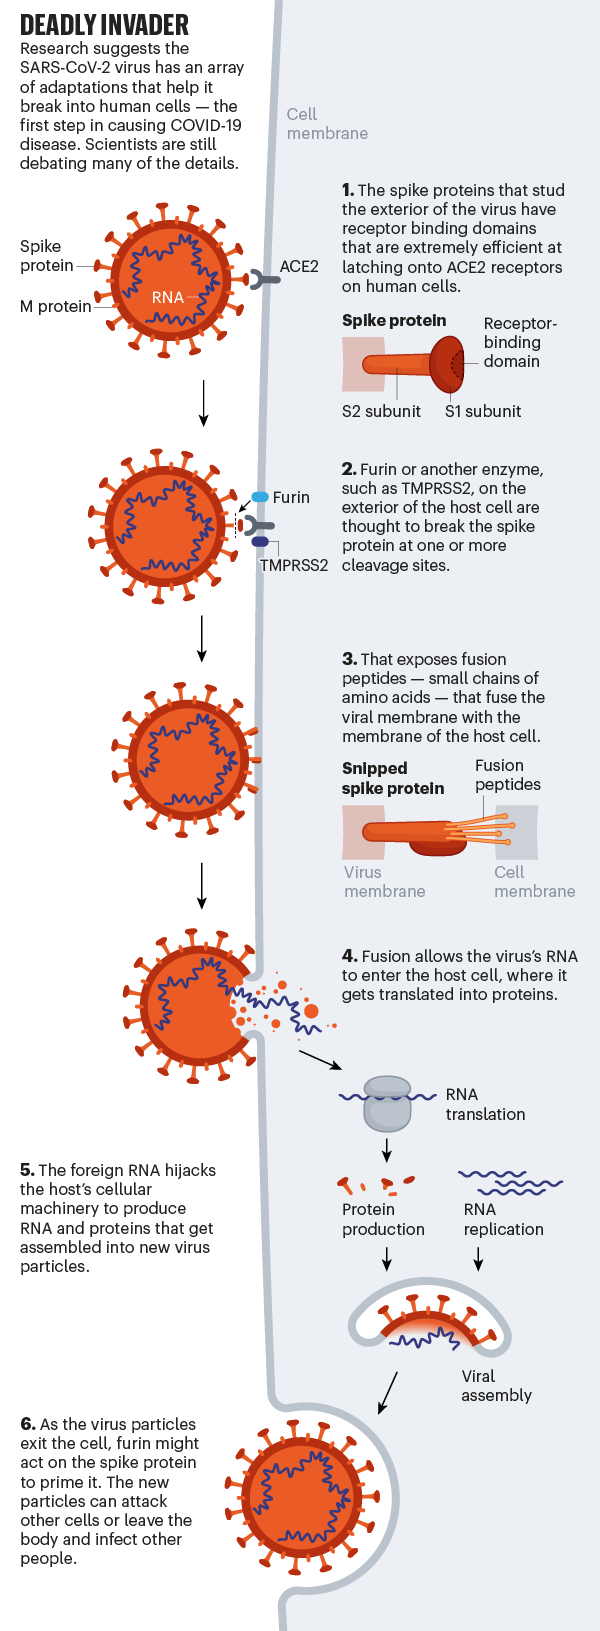 DEADLY INVADER
Research suggests the
SARS-CoV-2 virus has an array
of adaptations that help it
break into human cells — the
first step in causing COVID-19
disease. Scientists are still
debating many of the details.
Cell
membrane
Spike
protein
M protein
RNA
ACE2
1. The spike proteins that stud
the exterior of the virus have
receptor binding domains
that are extremely efficient at
latching onto ACE2 receptors
on human cells.
Spike protein
Receptor-
binding
domain
S2 subunit
S1 subunit
Furin
TMPRSS2
2. Furin or another enzyme,
such as TMPRSS2, on the
exterior of the host cell are
thought to break the spike
protein at one or more
cleavage sites.
3. That exposes fusion
peptides — small chains of
amino acids — that fuse the
viral membrane with the
membrane of the host cell.
Snipped
spike protein
Fusion
peptides
Virus
membrane
Cell
membrane
4. Fusion allows the virus’s RNA
to enter the host cell, where it
gets translated into proteins.
RNA
translation
5. The foreign RNA hijacks
the host’s cellular
machinery to produce
RNA and proteins that get
assembled into new virus
particles.
Protein
production
RNA
replication
Viral
assembly
6. As the virus particles
exit the cell, furin might
act on the spike protein
to prime it. The new
particles can attack
other cells or leave the
body and infect other
people.